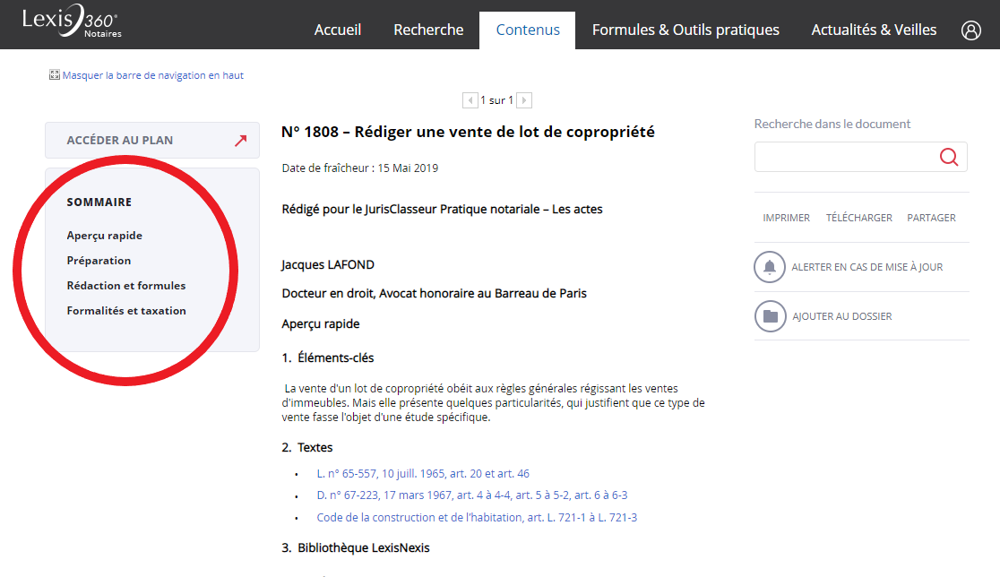 Lexis 360°
Notaires
Accueil
Recherche
Contenus
Formules & Outils pratiques
Actualités & Veilles
Masquer la barre de navigation en haut
1 sur 1
ACCÉDER AU PLAN
SOMMAIRE
Aperçu rapide
Préparation
Rédaction et formules
Formalités et taxation
N° 1808 – Rédiger une vente de lot de copropriété
Date de fraîcheur : 15 Mai 2019
Rédigé pour le JurisClasseur Pratique notariale – Les actes
Jacques LAFOND
Docteur en droit, Avocat honoraire au Barreau de Paris
Aperçu rapide
1. Éléments-clés
La vente d'un lot de copropriété obéit aux règles générales régissant les ventes
d'immeubles. Mais elle présente quelques particularités, qui justifient que ce type de
vente fasse l'objet d'une étude spécifique.
2. Textes
• L. n° 65-557, 10 juill. 1965, art. 20 et art. 46
• D. n° 67-223, 17 mars 1967, art. 4 à 4-4, art. 5 à 5-2, art. 6 à 6-3
• Code de la construction et de l'habitation, art. L. 721-1 à L. 721-3
3. Bibliothèque LexisNexis
Recherche dans le document
IMPRIMER
TÉLÉCHARGER
PARTAGER
ALERTER EN CAS DE MISE À JOUR
AJOUTER AU DOSSIER